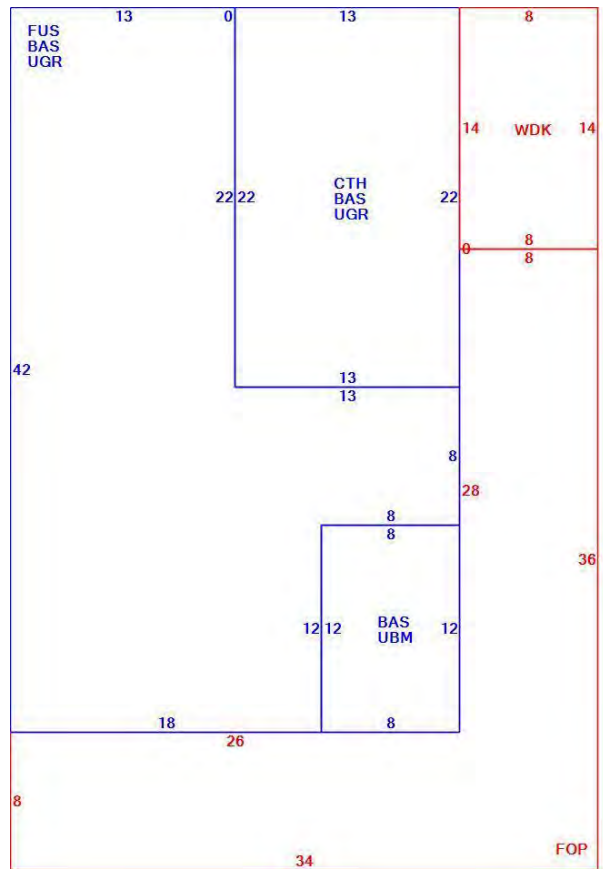 13 0 13 8
FUS
BAS
UGR
14 WDK 14
CTH
BAS
UGR
22 22 22
0 8
8
42 13
13
8
28
8
8
36
12 12 BAS 12
UBM
18 8
26
8
34 FOP